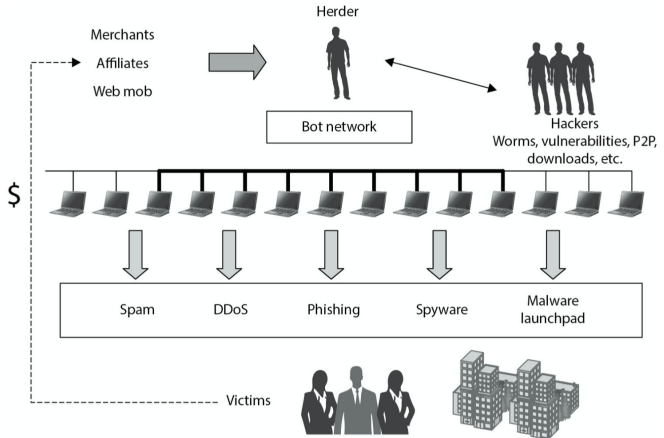 Herder
Merchants
Affiliates
Web mob
Bot network
Hackers
Worms, vulnerabilities, P2P,
downloads, etc.
$
Spam
DDoS
Phishing
Spyware
Malware
launchpad
Victims